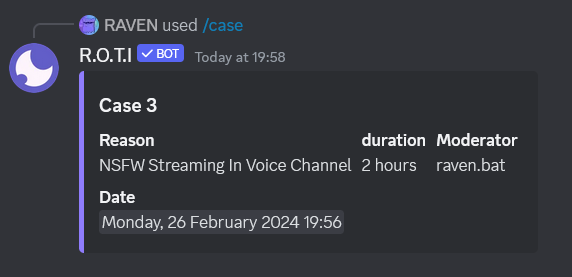 RAVEN used /case
R.O.T.I ✓ BOT Today at 19:58
Case 3
Reason duration Moderator
NSFW Streaming In Voice Channel 2 hours raven.bat
Date
Monday, 26 February 2024 19:56